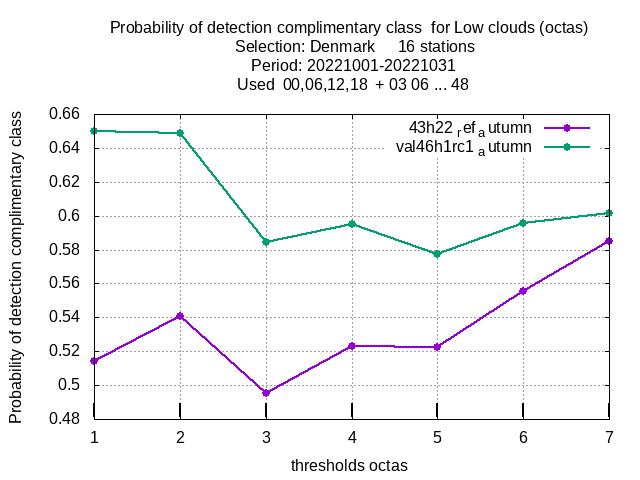 Probability of detection complimentary class  for Low clouds (octas)
Selection: Denmark     16 stations
Period: 20221001-20221031
Used  00,06,12,18  + 03 06 ... 48
Probability of detection complimentary class
0.66
0.64
0.62
0.6
0.58
0.56
0.54
0.52
0.5
0.48
43h22 refautumn
val46h1rc1 autumn
1 2 3 4 5 6 7
thresholds octas